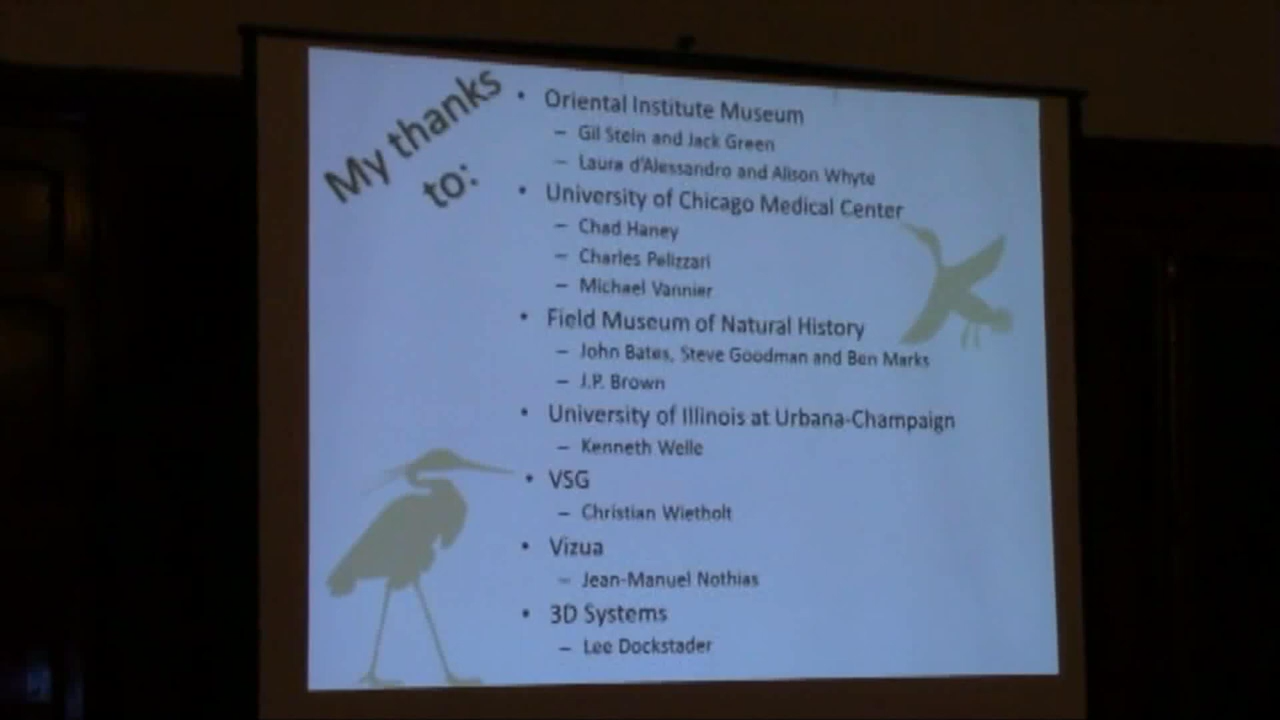 My thanks
to:
• Oriental Institute Museum
– Gil Stein and Jack Green
– Laura d'Alessandro and Alison Whyte
• University of Chicago Medical Center
– Chad Haney
– Charles Pelizzari
– Michael Vannier
• Field Museum of Natural History
– John Bates, Steve Goodman and Ben Marks
– J.P. Brown
• University of Illinois at Urbana-Champaign
– Kenneth Welle
• VSG
– Christian Wietholt
• Vizua
– Jean-Manuel Nothias
• 3D Systems
– Lee Dockstader